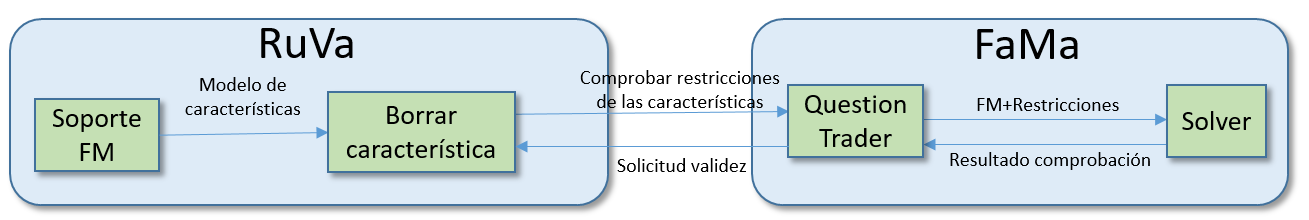 RuVa
FaMa
Modelo de
características
Soporte
FM
Borrar
característica
Comprobar restricciones
de las características
Solicitud validez
Question
Trader
FM+Restricciones
Resultado comprobación
Solver